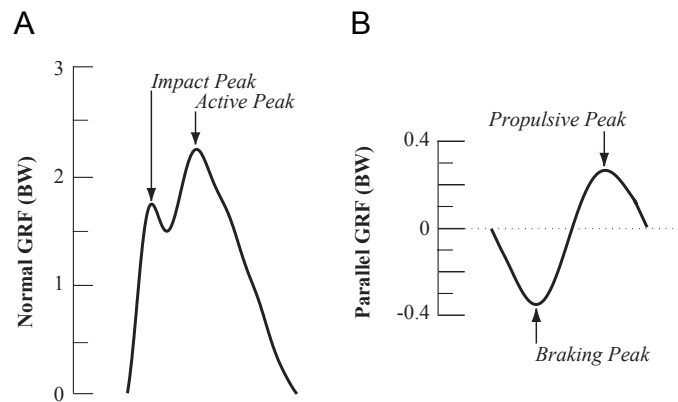 A
Normal GRF (BW)
3
2
1
0
Impact Peak
Active Peak
B
Parallel GRF (BW)
0.4
0
-0.4
Propulsive Peak
Braking Peak